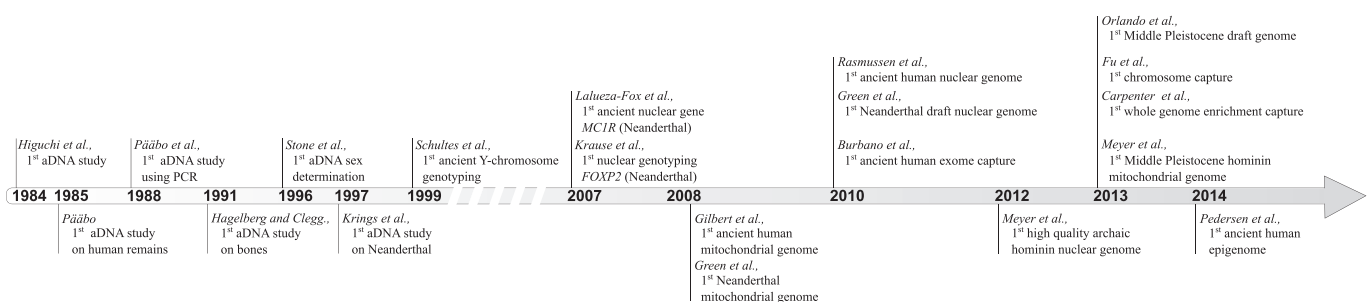 Higuchi et al.,
1st aDNA study
Pääbo et al.,
1st aDNA study
using PCR
Stone et al.,
1st aDNA sex
determination
Schultes et al.,
1st ancient Y-chromosome
genotyping
Lalueza-Fox et al.,
1st ancient nuclear gene
MC1R (Neanderthal)
Krause et al.,
1st nuclear genotyping
FOXP2 (Neanderthal)
Rasmussen et al.,
1st ancient human nuclear genome
Green et al.,
1st Neanderthal draft nuclear genome
Burbano et al.,
1st ancient human exome capture
Orlando et al.,
1st Middle Pleistocene draft genome
Fu et al.,
1st chromosome capture
Carpenter et al.,
1st whole genome enrichment capture
Meyer et al.,
1st Middle Pleistocene hominin
mitochondrial genome
1984 1985 1988 1991 1996 1997 1999 2007 2008 2010 2012 2013 2014
Pääbo
1st aDNA study
on human remains
Hagelberg and Clegg.,
1st aDNA study
on bones
Krings et al.,
1st aDNA study
on Neanderthal
Gilbert et al.,
1st ancient human
mitochondrial genome
Green et al.,
1st Neanderthal
mitochondrial genome
Meyer et al.,
1st high quality archaic
hominin nuclear genome
Pedersen et al.,
1st ancient human
epigenome